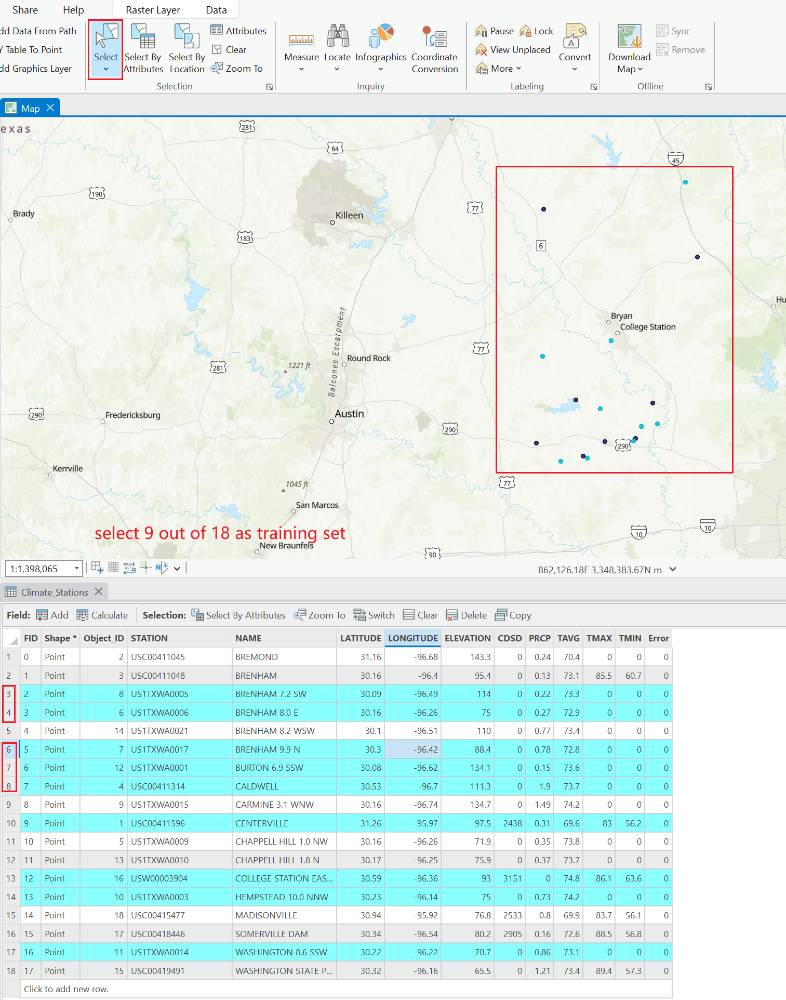 Share Help Raster Layer Data
dd Data From Path
Y Table To Point
dd Graphics Layer
Select
Select By Attributes
Select By Location
Attributes
Clear
Zoom To
Selection
Measure
Locate
Infographics
Coordinate Conversion
Inquiry
Pause
Lock
View Unplaced
More
Convert
Labeling
Download Map
Sync
Remove
Offline
Map
exas
281
84
45
190
77
Brady
Killeen
183
6
Hu
Bryan
College Station
Balcones Escarpment
77
Round Rock
281
1221 ft
290
Fredericksburg
Austin
290
290
Kerrville
77
1045 ft
San Marcos
10
10
select 9 out of 18 as training set
New Braunfels
90
1:1,398,065
N
862,126.18E 3,348,383.67N m
Climate_Stations
Field: Add Calculate Selection: Select By Attributes Zoom To Switch Clear Delete Copy
FID Shape * Object_ID STATION NAME LATITUDE LONGITUDE ELEVATION CDSD PRCP TAVG TMAX TMIN Error
1 0 Point 2 USC00411045 BREMOND 31.16 -96.68 143.3 0 0.24 70.4 0 0 0
2 1 Point 3 USC00411048 BRENHAM 30.16 -96.4 95.4 0 0.13 73.1 85.5 60.7 0
3 2 Point 8 US1TXWA0005 BRENHAM 7.2 SW 30.09 -96.49 114 0 0.22 73.3 0 0 0
4 3 Point 6 US1TXWA0006 BRENHAM 8.0 E 30.16 -96.26 75 0 0.27 72.9 0 0 0
5 4 Point 14 US1TXWA0021 BRENHAM 8.2 WSW 30.1 -96.51 110 0 0.77 73.4 0 0 0
6 5 Point 7 US1TXWA0017 BRENHAM 9.9 N 30.3 -96.42 88.4 0 0.78 72.8 0 0 0
7 6 Point 12 US1TXWA0001 BURTON 6.9 SSW 30.08 -96.62 134.1 0 0.15 73.6 0 0 0
8 7 Point 4 USC00411314 CALDWELL 30.53 -96.7 111.3 0 1.9 73.7 0 0 0
9 8 Point 9 US1TXWA0015 CARMINE 3.1 WNW 30.16 -96.74 134.7 0 1.49 74.2 0 0 0
10 9 Point 1 USC00411596 CENTERVILLE 31.26 -95.97 97.5 2438 0.31 69.6 83 56.2 0
11 10 Point 5 US1TXWA0009 CHAPPELL HILL 1.0 NW 30.16 -96.26 71.9 0 0.35 73.8 0 0 0
12 11 Point 13 US1TXWA0010 CHAPPELL HILL 1.8 N 30.17 -96.25 75.9 0 0.37 73.7 0 0 0
13 12 Point 16 USW00003904 COLLEGE STATION EAS... 30.59 -96.36 93 3151 0 74.8 86.1 63.6 0
14 13 Point 10 US1TXWA0003 HEMPSTEAD 10.0 NNW 30.23 -96.14 75 0 0.73 74.2 0 0 0
15 14 Point 18 USC00415477 MADISONVILLE 30.94 -95.92 76.8 2533 0.8 69.9 83.7 56.1 0
16 15 Point 17 USC00418446 SOMERVILLE DAM 30.34 -96.54 80.2 2905 0.16 72.6 88.5 56.8 0
17 16 Point 11 US1TXWA0014 WASHINGTON 8.6 SSW 30.22 -96.22 70.7 0 0.86 73.1 0 0 0
18 17 Point 15 USC00419491 WASHINGTON STATE P... 30.32 -96.16 65.5 0 1.21 73.4 89.4 57.3 0
Click to add new row.